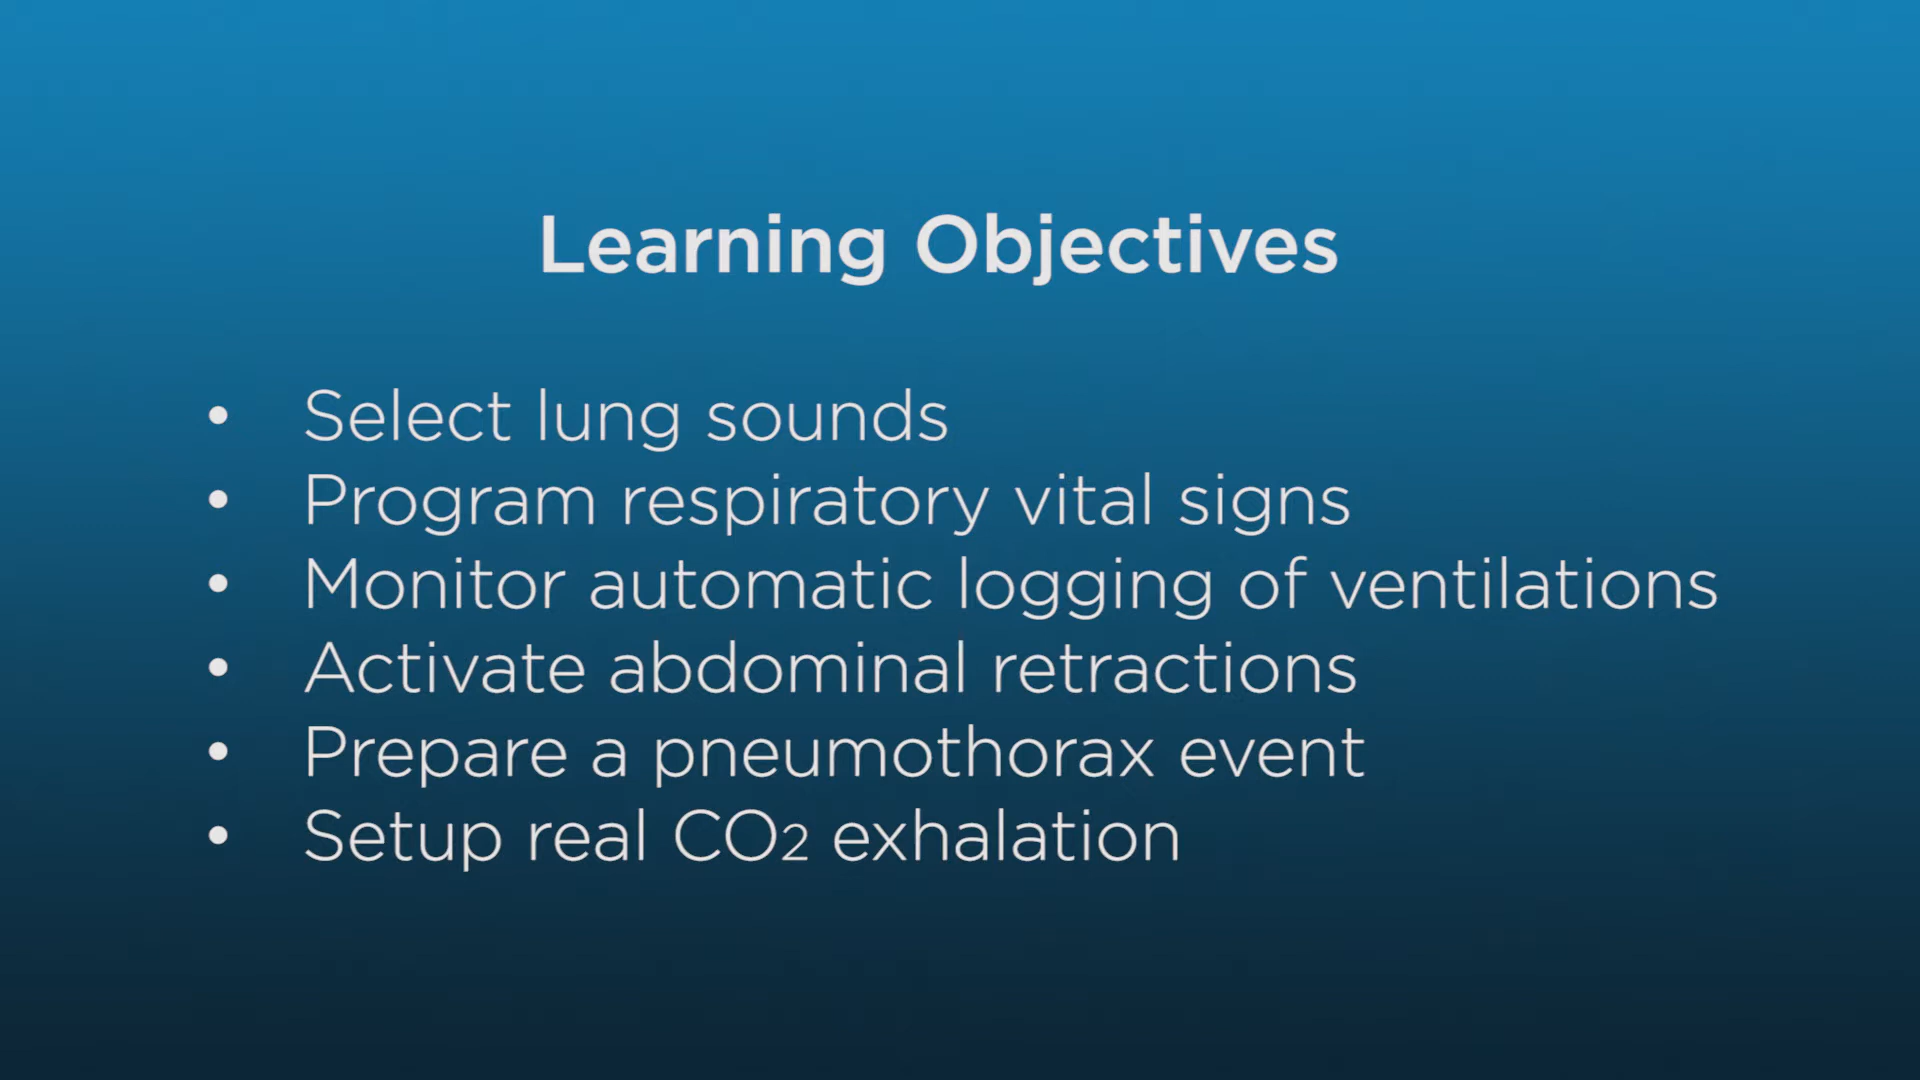 Learning Objectives
• Select lung sounds
• Program respiratory vital signs
• Monitor automatic logging of ventilations
• Activate abdominal retractions
• Prepare a pneumothorax event
• Setup real CO2 exhalation